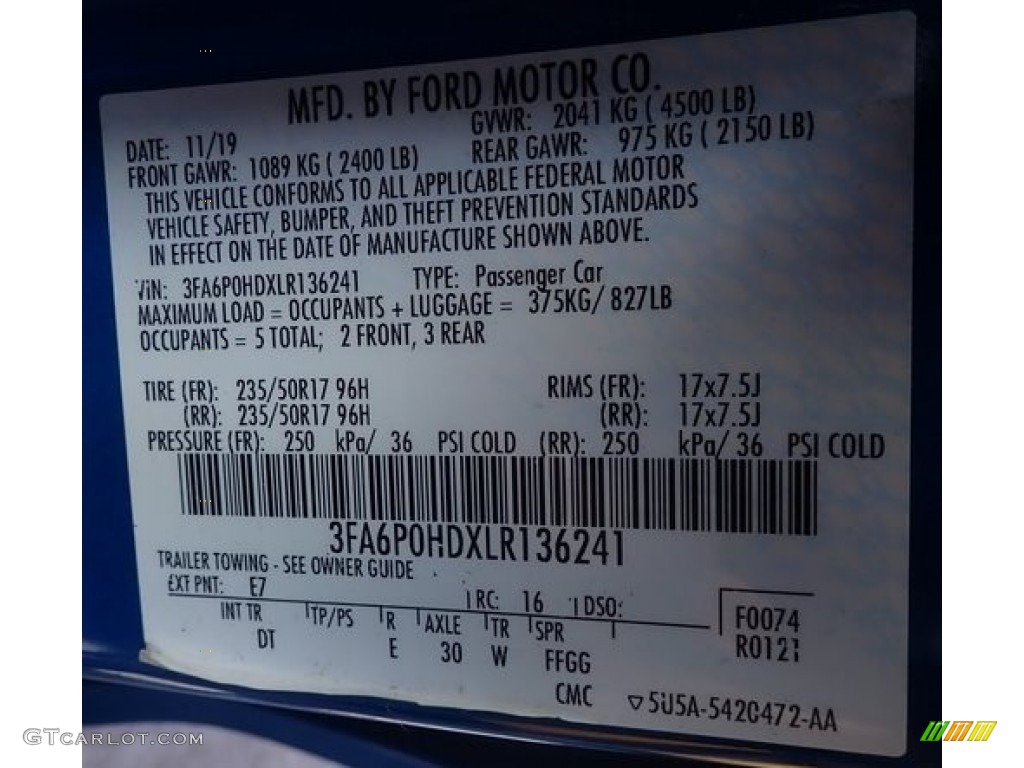 MFD. BY FORD MOTOR CO.
DATE: 11/19 GVWR: 2041 KG ( 4500 LB)
FRONT GAWR: 1089 KG ( 2400 LB) REAR GAWR: 975 KG ( 2150 LB)
THIS VEHICLE CONFORMS TO ALL APPLICABLE FEDERAL MOTOR
VEHICLE SAFETY, BUMPER, AND THEFT PREVENTION STANDARDS
IN EFFECT ON THE DATE OF MANUFACTURE SHOWN ABOVE.
VIN: 3FA6P0HDXLR136241 TYPE: Passenger Car
MAXIMUM LOAD = OCCUPANTS + LUGGAGE = 375KG/ 827LB
OCCUPANTS = 5 TOTAL; 2 FRONT, 3 REAR
TIRE (FR): 235/50R17 96H RIMS (FR): 17x7.5J
(RR): 235/50R17 96H (RR): 17x7.5J
PRESSURE (FR): 250 kPa/ 36 PSI COLD (RR): 250 kPa/ 36 PSI COLD
3FA6P0HDXLR136241
TRAILER TOWING - SEE OWNER GUIDE
EXT PNT: E7 RC: 16 DSO:
INT TR TP/PS R AXLE TR SPR F0074
DT E 30 W FFGG R0121
CMC ▽5U5A-5420472-AA
GTCARLOT.COM